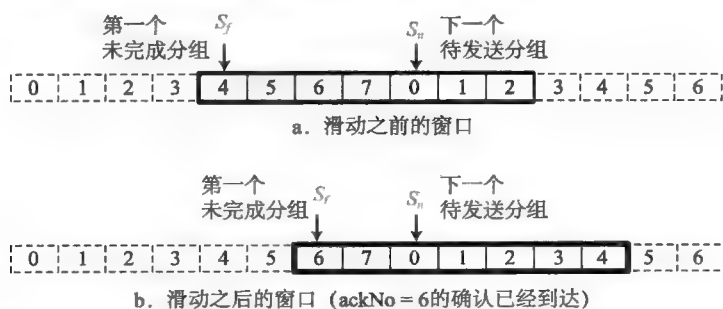 第一个 Sf Sn 下一个
未完成分组 待发送分组
0 1 2 3 4 5 6 7 0 1 2 3 4 5 6
a. 滑动之前的窗口
第一个 Sf Sn 下一个
未完成分组 待发送分组
0 1 2 3 4 5 6 7 0 1 2 3 4 5 6
b. 滑动之后的窗口（ackNo = 6的确认已经到达）